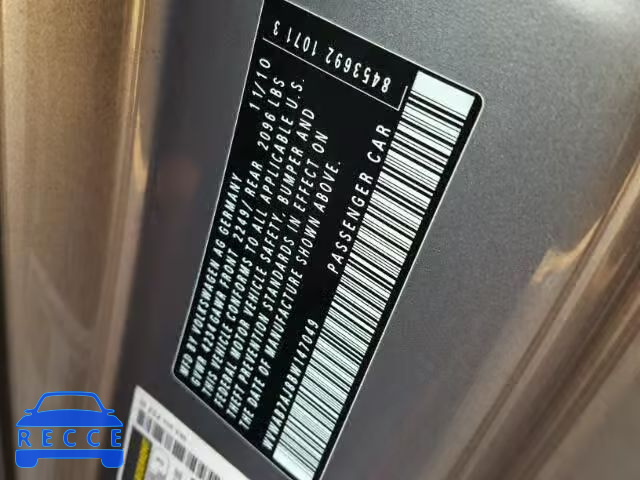 MFD BY VOLKSWAGEN AG GERMANY 11/10
GVWR 4234 GAWR FRONT 2249/ REAR 2096 LBS
THIS VEHICLE CONFORMS TO ALL APPLICABLE U.S.
FEDERAL MOTOR VEHICLE SAFETY, BUMPER AND
THEFT PREVENTION STANDARDS IN EFFECT ON
THE DATE OF MANUFACTURE SHOWN ABOVE.
PASSENGER CAR
8453692 1071 3
RECCE